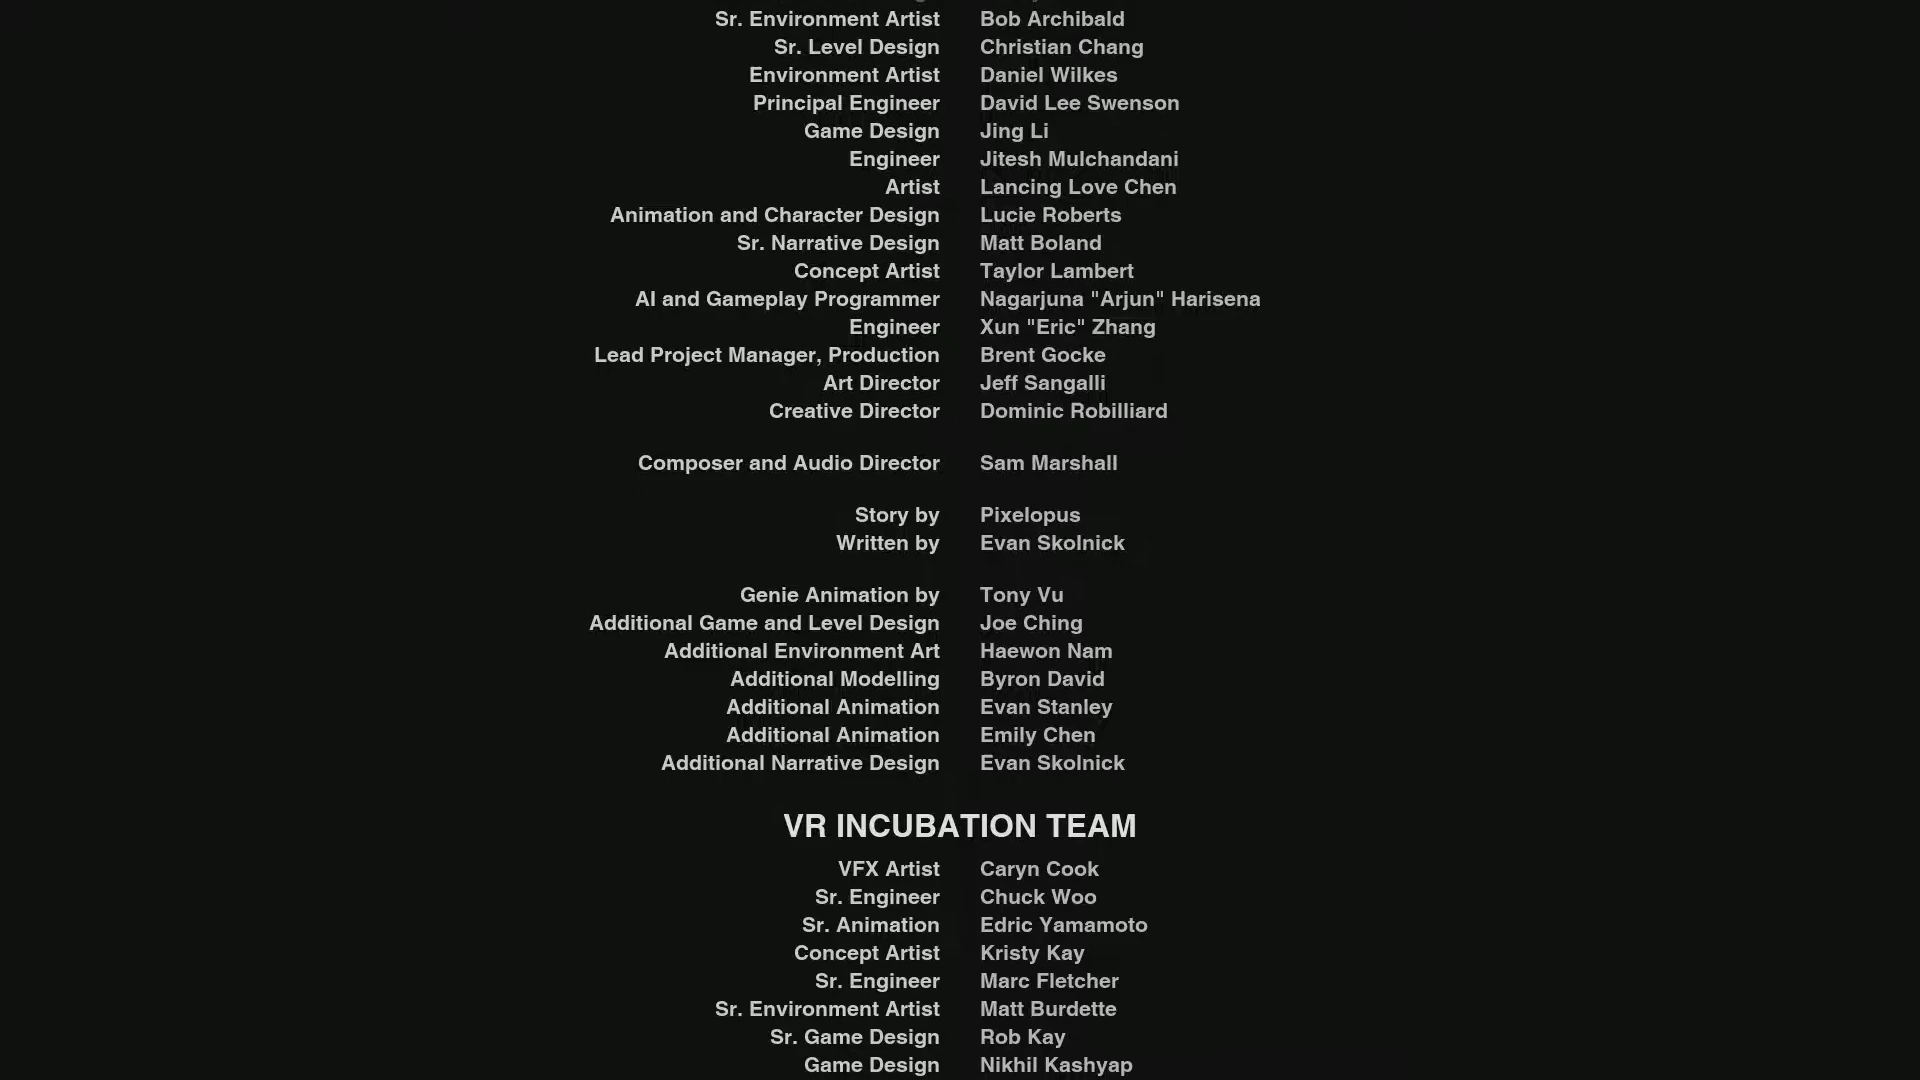 Sr. Environment Artist Bob Archibald
Sr. Level Design Christian Chang
Environment Artist Daniel Wilkes
Principal Engineer David Lee Swenson
Game Design Jing Li
Engineer Jitesh Mulchandani
Artist Lancing Love Chen
Animation and Character Design Lucie Roberts
Sr. Narrative Design Matt Boland
Concept Artist Taylor Lambert
AI and Gameplay Programmer Nagarjuna "Arjun" Harisena
Engineer Xun "Eric" Zhang
Lead Project Manager, Production Brent Gocke
Art Director Jeff Sangalli
Creative Director Dominic Robilliard
Composer and Audio Director Sam Marshall
Story by Pixelopus
Written by Evan Skolnick
Genie Animation by Tony Vu
Additional Game and Level Design Joe Ching
Additional Environment Art Haewon Nam
Additional Modelling Byron David
Additional Animation Evan Stanley
Additional Animation Emily Chen
Additional Narrative Design Evan Skolnick
VR INCUBATION TEAM
VFX Artist Caryn Cook
Sr. Engineer Chuck Woo
Sr. Animation Edric Yamamoto
Concept Artist Kristy Kay
Sr. Engineer Marc Fletcher
Sr. Environment Artist Matt Burdette
Sr. Game Design Rob Kay
Game Design Nikhil Kashyap